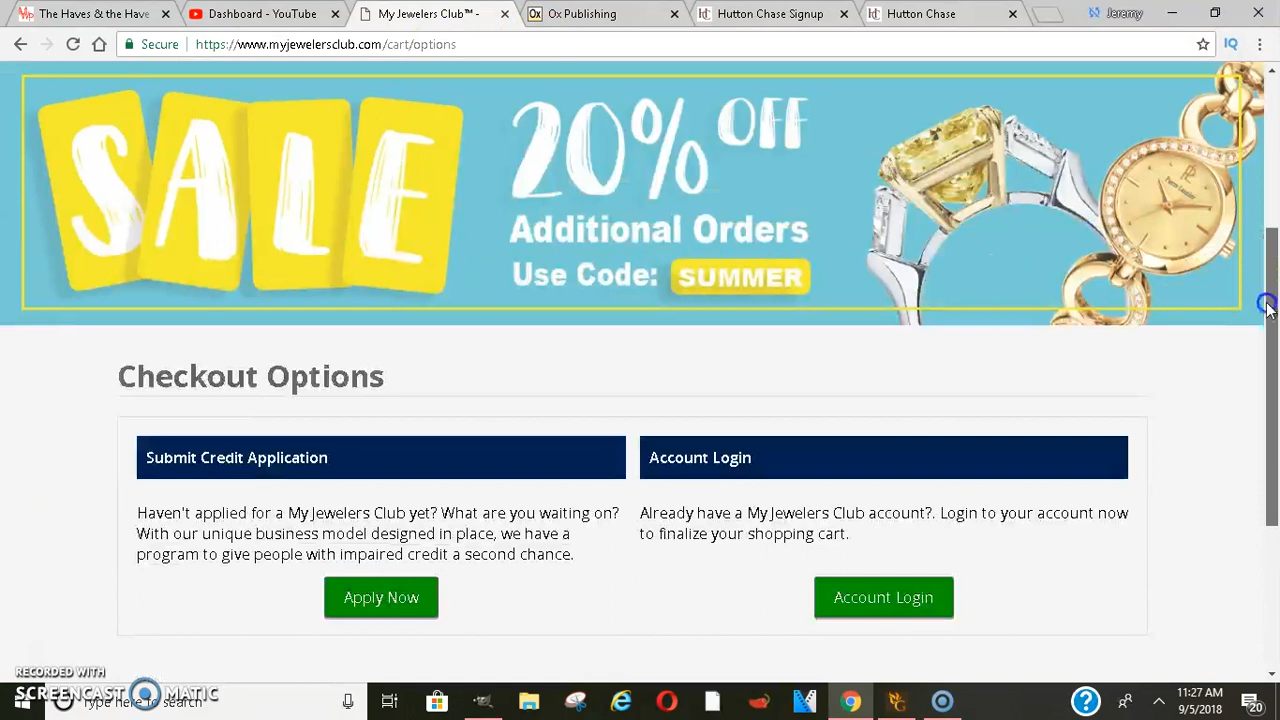 The Haves & the Have
Dashboard - YouTube
My Jewelers Club™ -
Ox Publishing
Hutton Chase Signup
Hutton Chase
Jeremy
Secure
https://www.myjewelersclub.com/cart/options
SALE
20% OFF
Additional Orders
Use Code: SUMMER
Checkout Options
Submit Credit Application
Account Login
Haven't applied for a My Jewelers Club yet? What are you waiting on?
With our unique business model designed in place, we have a
program to give people with impaired credit a second chance.
Already have a My Jewelers Club account?. Login to your account now
to finalize your shopping cart.
Apply Now
Account Login
RECORDED WITH
SCREENCAST MATIC
Type here to search
11:27 AM
9/5/2018
20